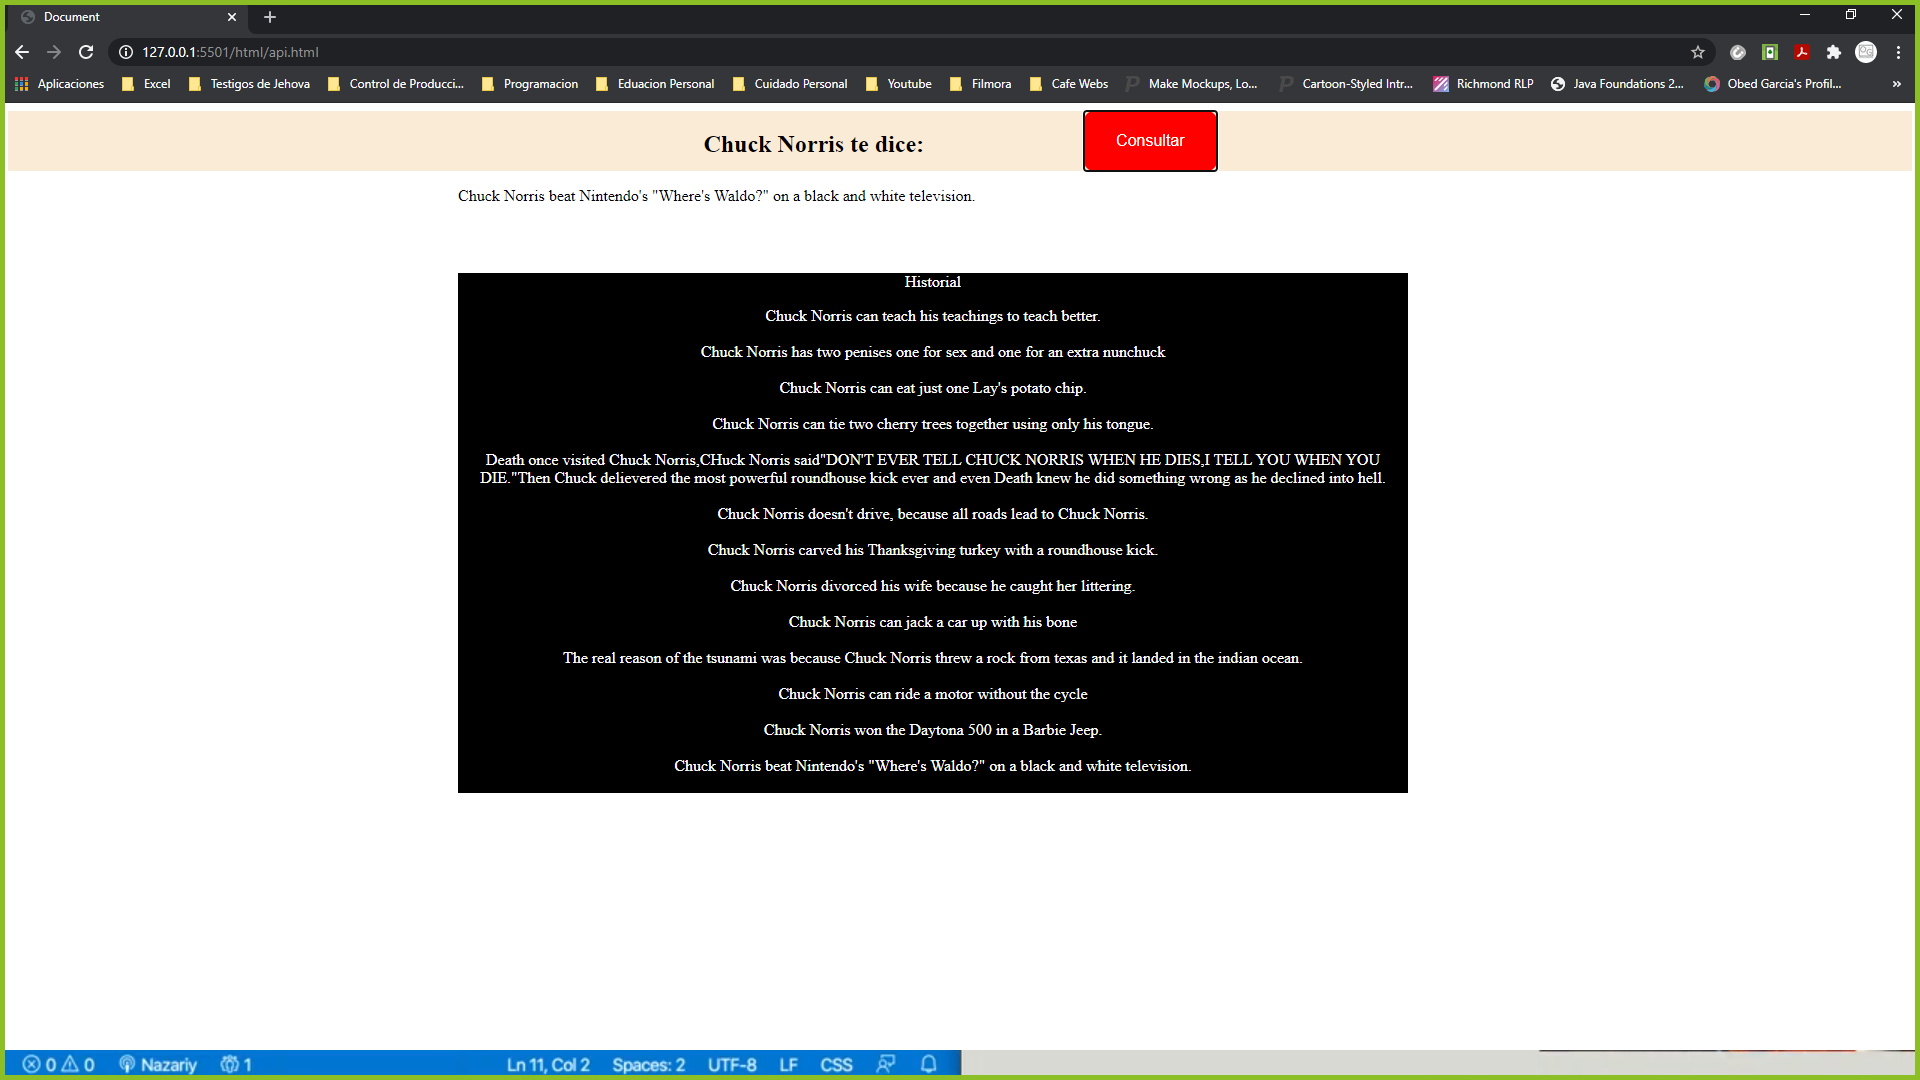 Document
127.0.0.1:5501/html/api.html
Aplicaciones Excel Testigos de Jehova Control de Producci... Programacion Eduacion Personal Cuidado Personal Youtube Filmora Cafe Webs Make Mockups, Lo... Cartoon-Styled Intr... Richmond RLP Java Foundations 2... Obed Garcia's Profil... »
Chuck Norris te dice:
Consultar
Chuck Norris beat Nintendo's "Where's Waldo?" on a black and white television.
Historial
Chuck Norris can teach his teachings to teach better.
Chuck Norris has two penises one for sex and one for an extra nunchuck
Chuck Norris can eat just one Lay's potato chip.
Chuck Norris can tie two cherry trees together using only his tongue.
Death once visited Chuck Norris,CHuck Norris said"DON'T EVER TELL CHUCK NORRIS WHEN HE DIES,I TELL YOU WHEN YOU
DIE."Then Chuck delievered the most powerful roundhouse kick ever and even Death knew he did something wrong as he declined into hell.
Chuck Norris doesn't drive, because all roads lead to Chuck Norris.
Chuck Norris carved his Thanksgiving turkey with a roundhouse kick.
Chuck Norris divorced his wife because he caught her littering.
Chuck Norris can jack a car up with his bone
The real reason of the tsunami was because Chuck Norris threw a rock from texas and it landed in the indian ocean.
Chuck Norris can ride a motor without the cycle
Chuck Norris won the Daytona 500 in a Barbie Jeep.
Chuck Norris beat Nintendo's "Where's Waldo?" on a black and white television.
0 0 Nazariy 1 Ln 11, Col 2 Spaces: 2 UTF-8 LF CSS